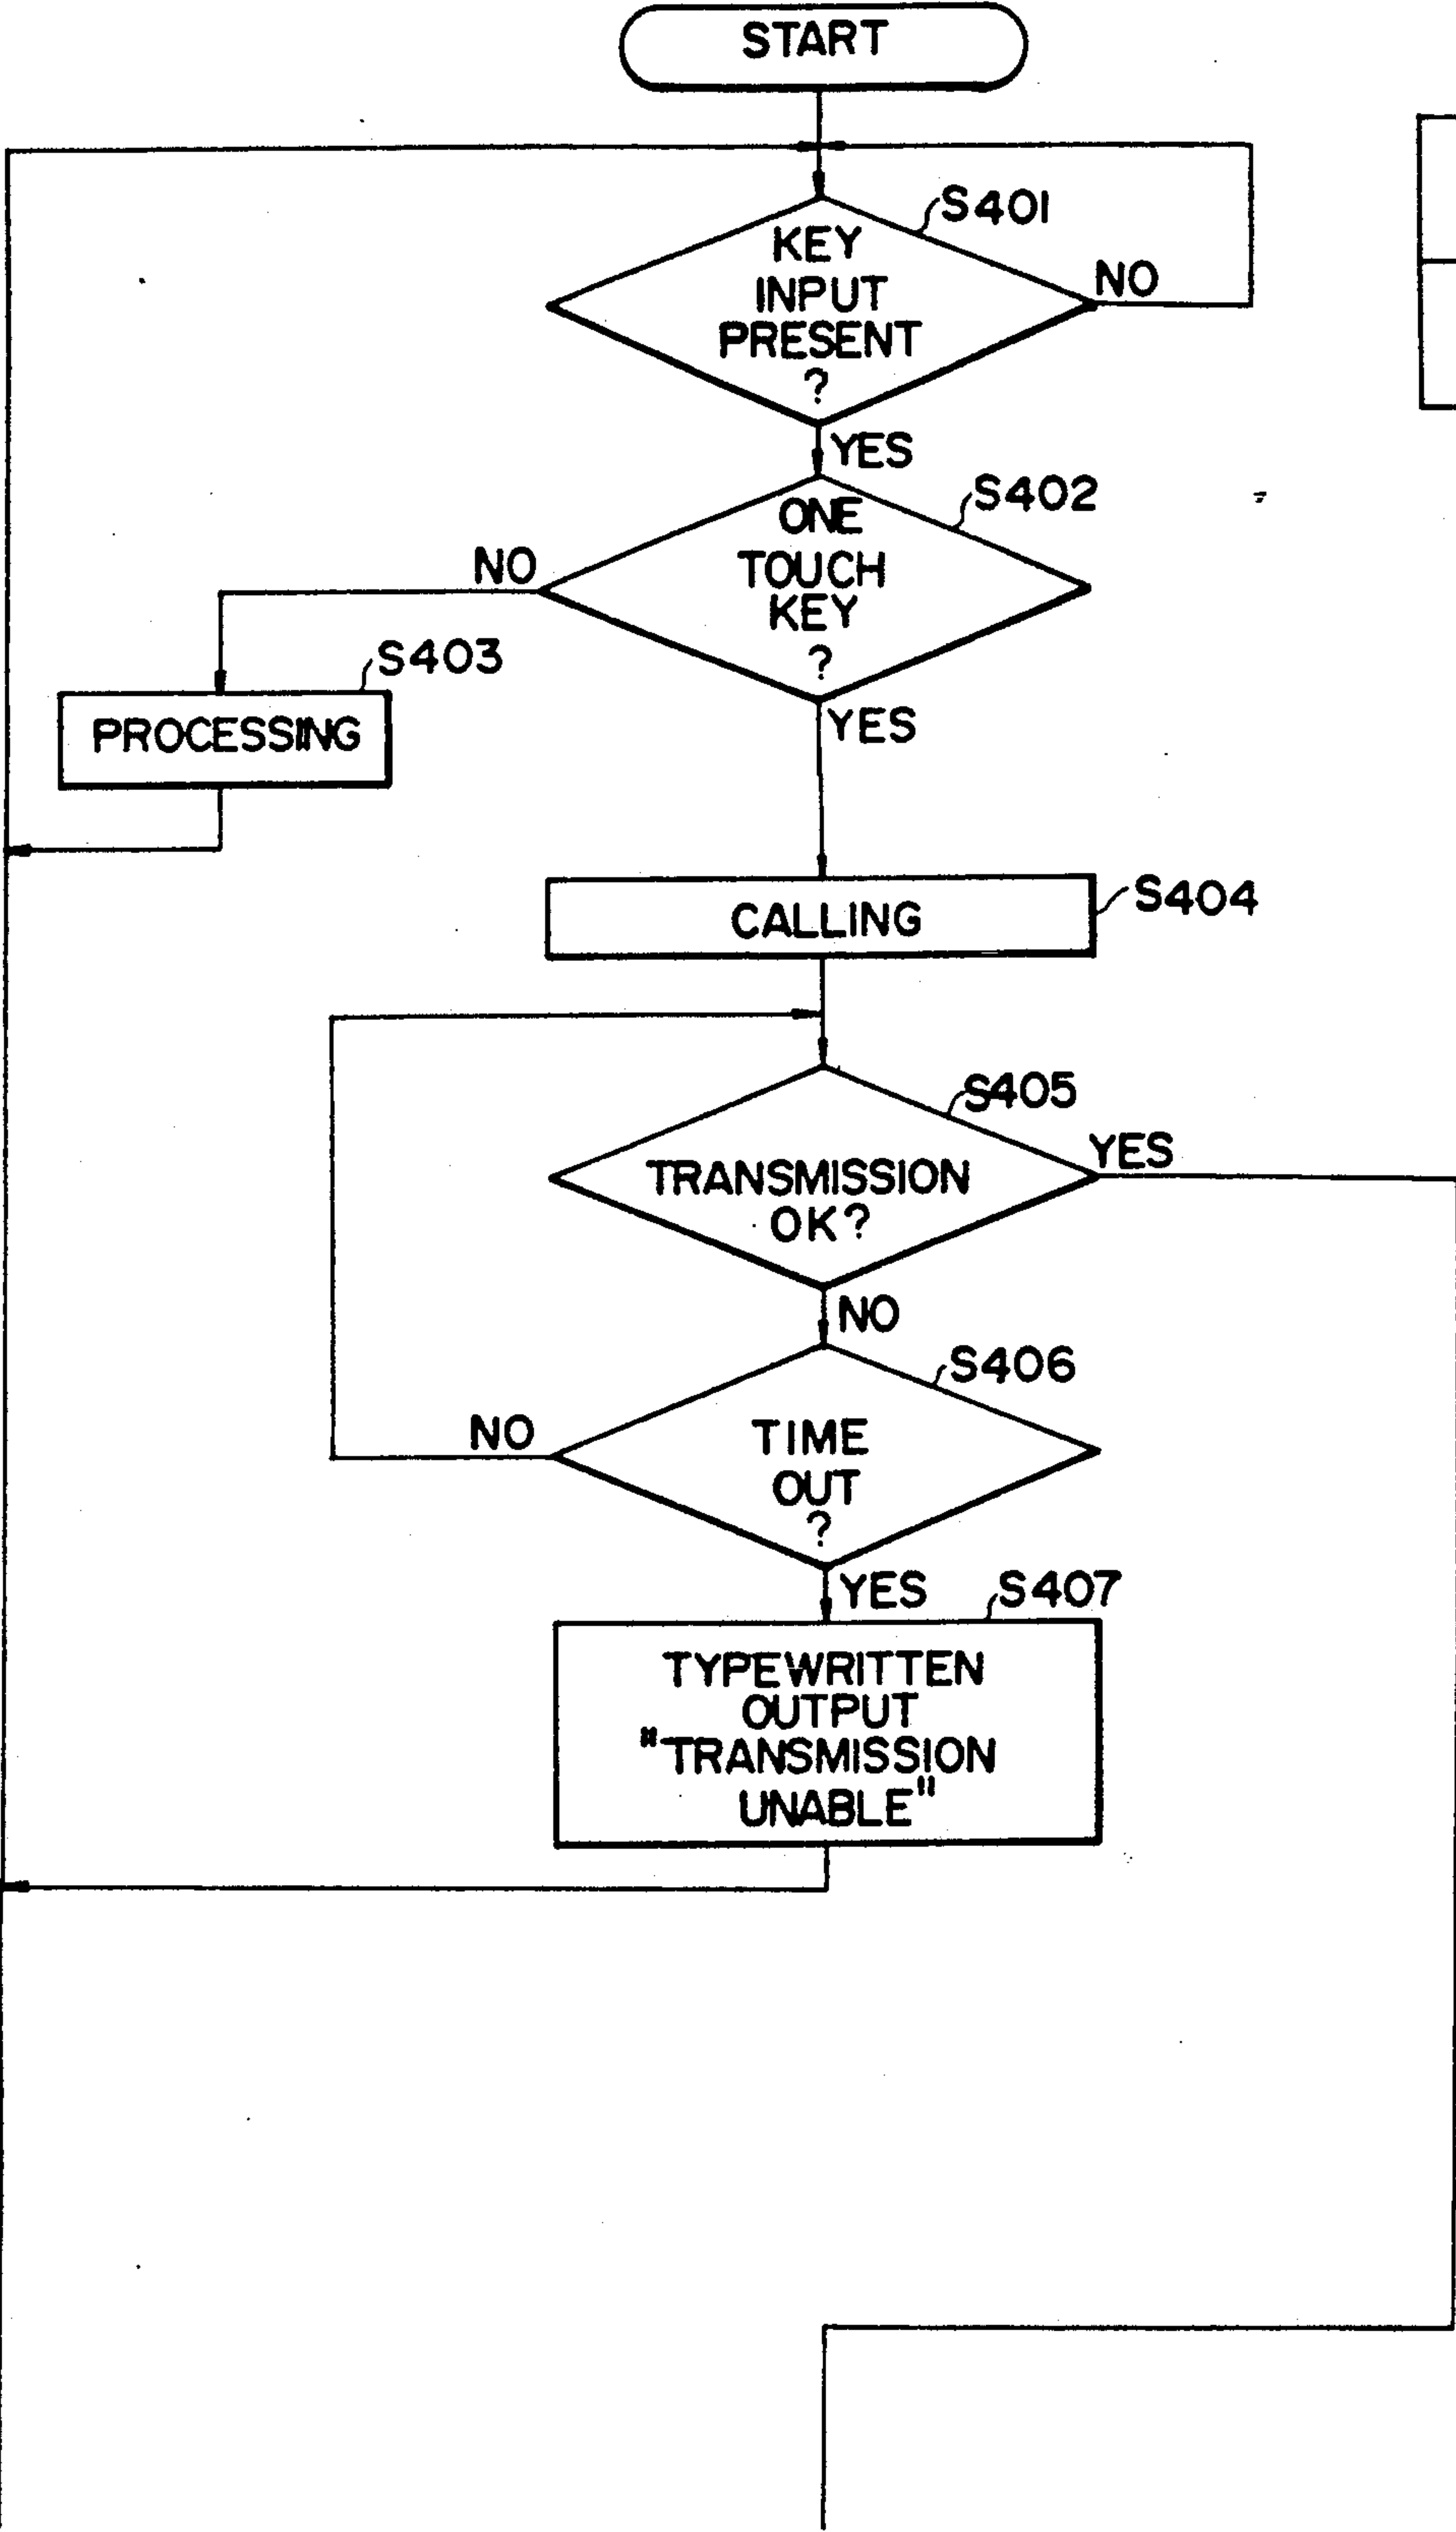 START
S401
KEY
INPUT
PRESENT
?
NO
YES
S402
ONE
TOUCH
KEY
?
NO
YES
S403
PROCESSING
CALLING
S404
S405
TRANSMISSION
OK?
YES
NO
S406
TIME
OUT
?
NO
YES
S407
TYPEWRITTEN
OUTPUT
"TRANSMISSION
UNABLE"